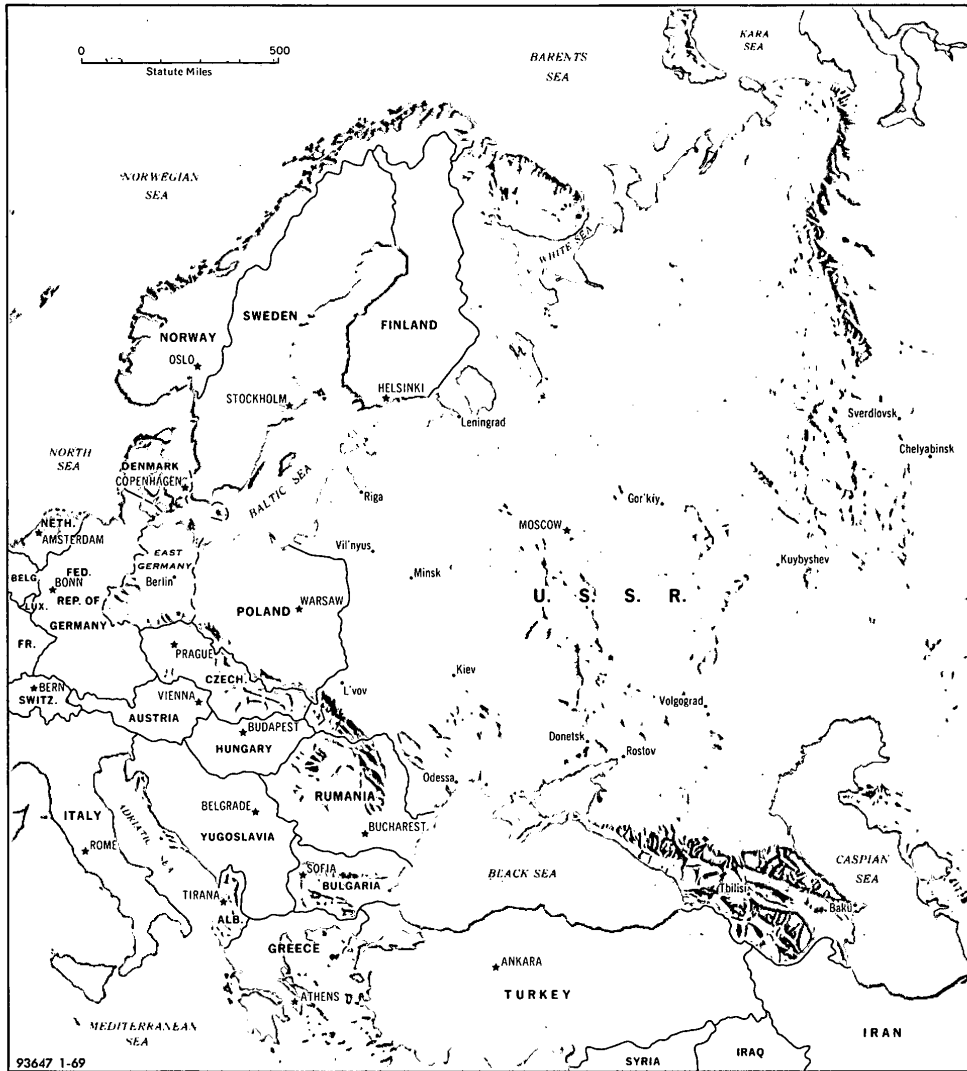 KARA
SEA
BARENTS
SEA
0 500
Statute Miles
NORWEGIAN
SEA
WHITE SEA
SWEDEN
FINLAND
NORWAY
OSLO
HELSINKI
STOCKHOLM
Leningrad
Sverdlovsk
Chelyabinsk
NORTH
SEA
DENMARK
COPENHAGEN
BALTIC SEA
Riga
Gor'kiy
NETH.
AMSTERDAM
MOSCOW
Vil'nyus
EAST
GERMANY
Berlin
Kuybyshev
BELG.
FED.
BONN
REP. OF
GERMANY
LUX.
Minsk
U. S. S. R.
POLAND
WARSAW
FR.
PRAGUE
CZECH.
Kiev
L'vov
BERN
SWITZ.
VIENNA
AUSTRIA
Volgograd
BUDAPEST
HUNGARY
Donetsk
Rostov
Odessa
RUMANIA
ITALY
ADRIATIC
BELGRADE
YUGOSLAVIA
BUCHAREST
ROME
SOFIA
BULGARIA
BLACK SEA
CASPIAN
SEA
Tbilisi
TIRANA
ALB.
Baku
GREECE
ANKARA
TURKEY
ATHENS
MEDITERRANEAN
SEA
IRAN
SYRIA
IRAQ
93647 1-69